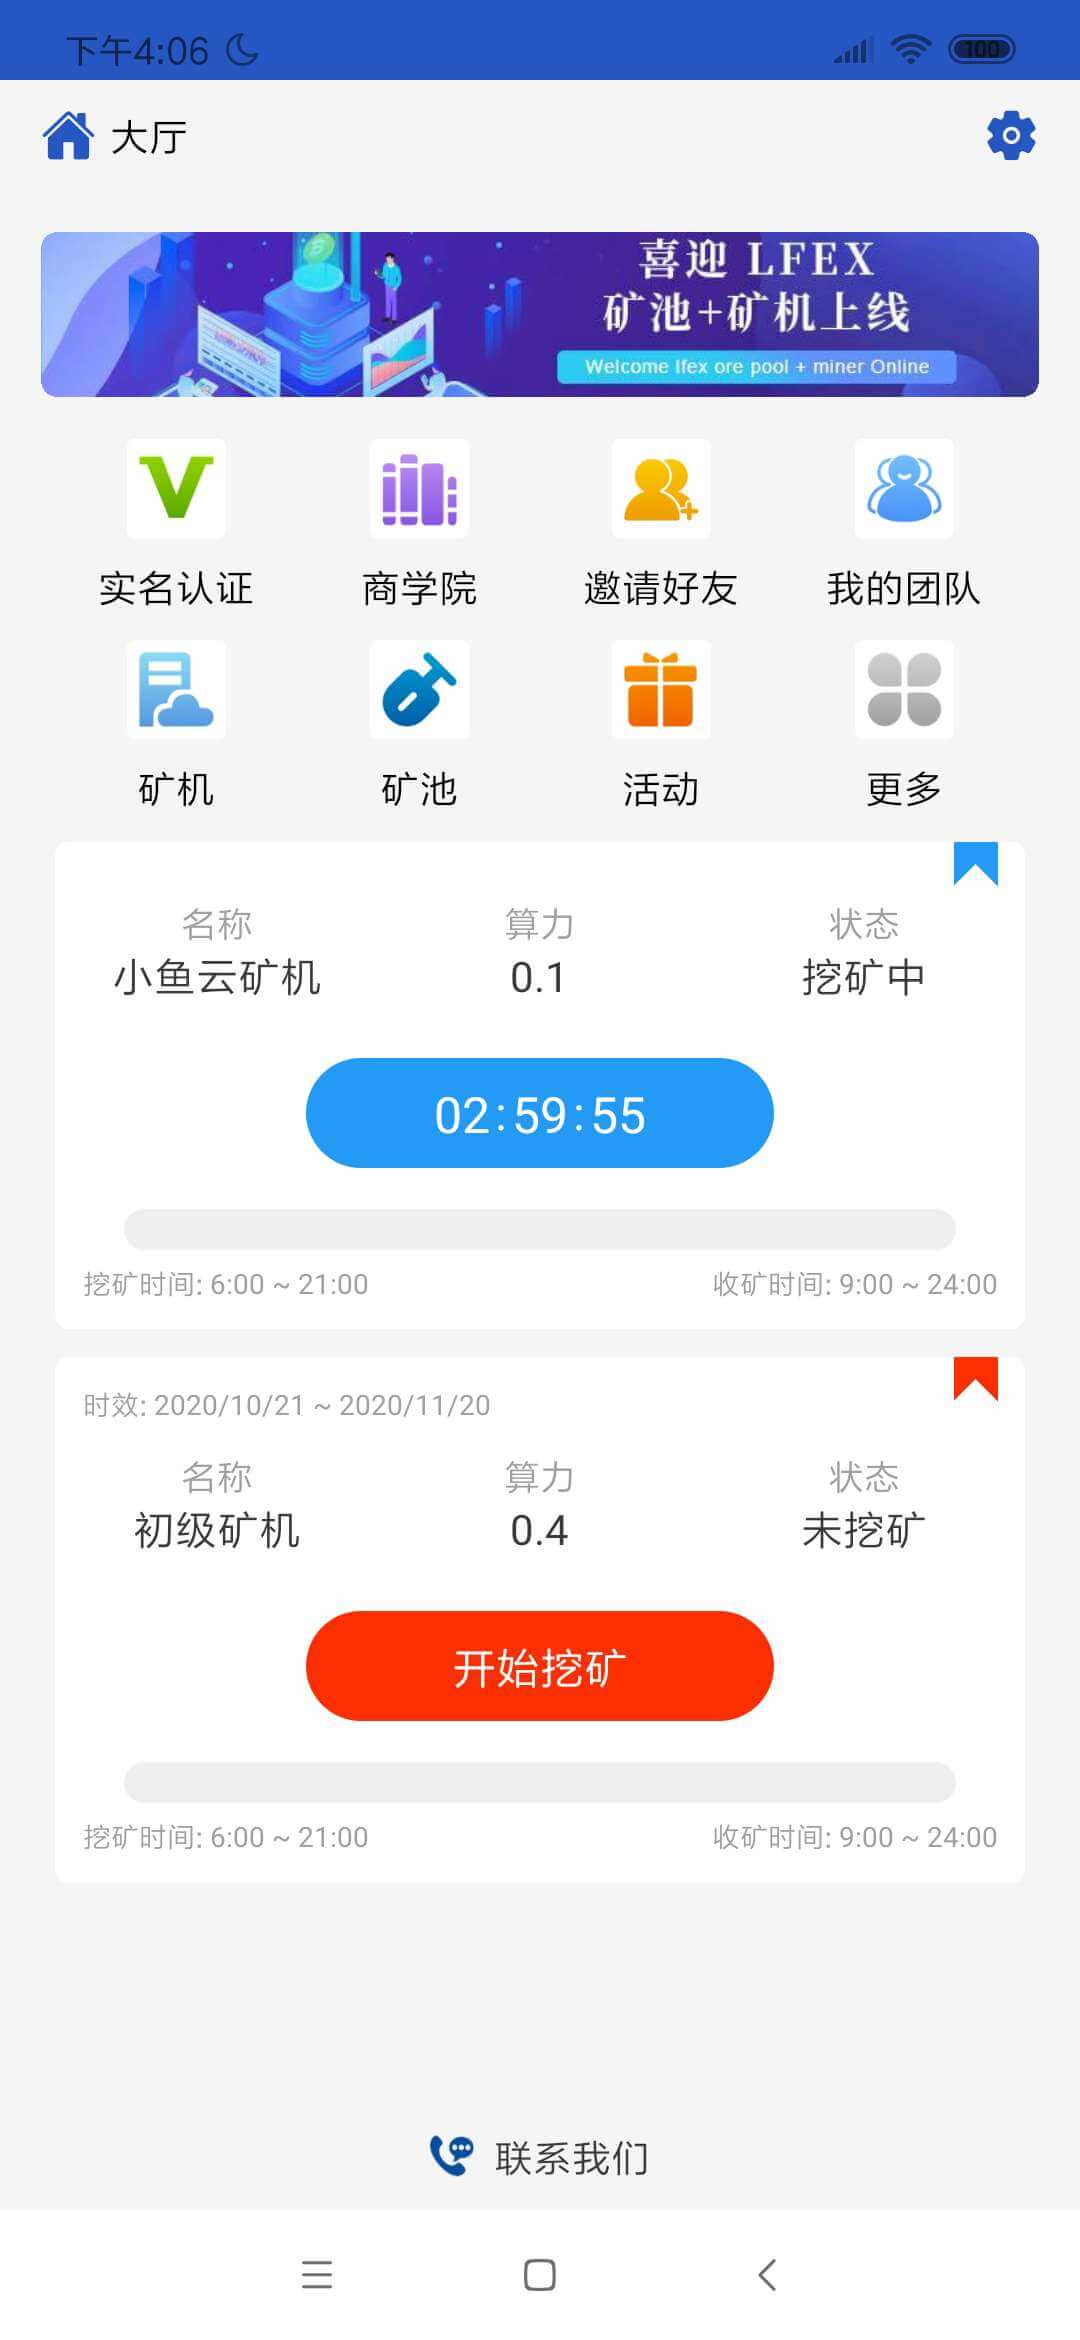 下午4:06
100
大厅
喜迎 LFEX
矿池+矿机上线
Welcome lfex ore pool + miner Online
实名认证 商学院 邀请好友 我的团队
矿机 矿池 活动 更多
名称 算力 状态
小鱼云矿机 0.1 挖矿中
02:59:55
挖矿时间: 6:00 ~ 21:00 收矿时间: 9:00 ~ 24:00
时效: 2020/10/21 ~ 2020/11/20
名称 算力 状态
初级矿机 0.4 未挖矿
开始挖矿
挖矿时间: 6:00 ~ 21:00 收矿时间: 9:00 ~ 24:00
联系我们